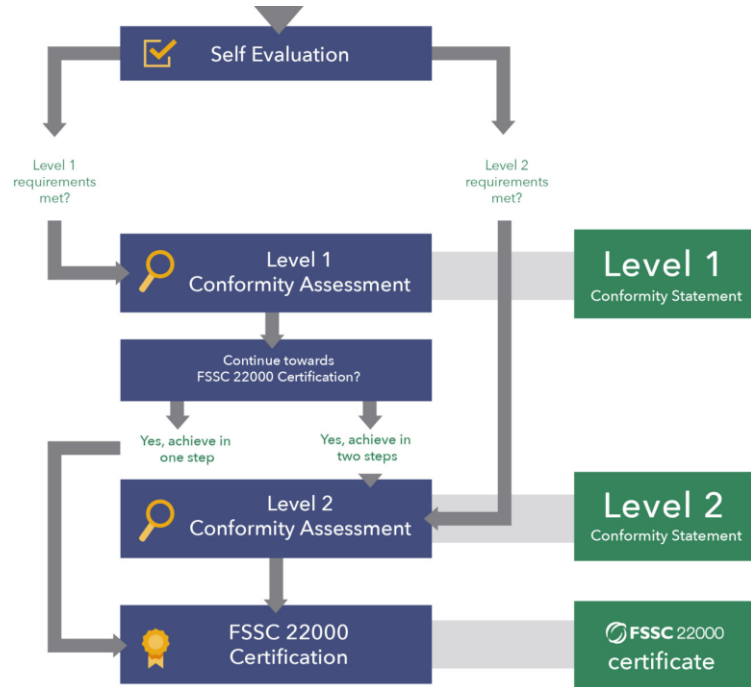 Self Evaluation
Level 1
requirements
met?
Level 2
requirements
met?
Level 1
Conformity Assessment
Level 1
Conformity Statement
Continue towards
FSSC 22000 Certification?
Yes, achieve in
one step
Yes, achieve in
two steps
Level 2
Conformity Assessment
Level 2
Conformity Statement
FSSC 22000
Certification
FSSC 22000
certificate